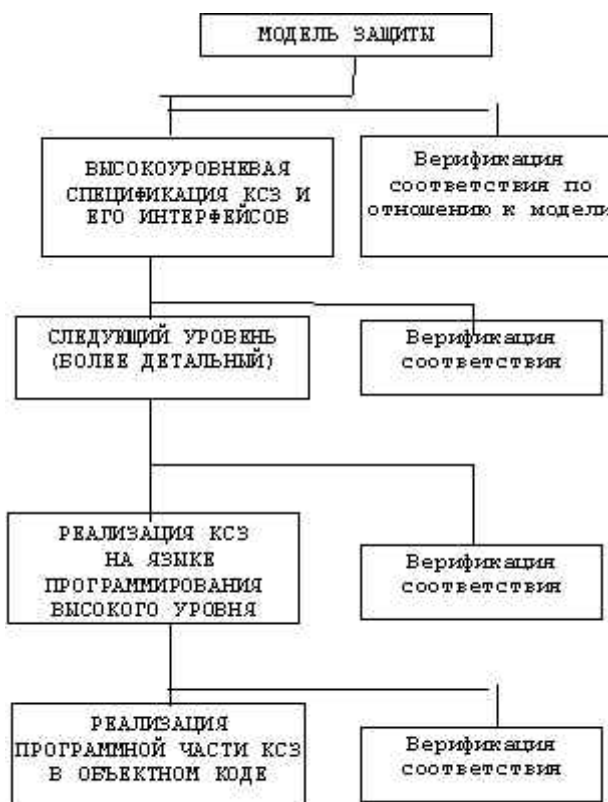 МОДЕЛЬ ЗАЩИТЫ
ВЫСОКОУРОВНЕВАЯ
СПЕЦИФИКАЦИЯ КСЗ И
ЕГО ИНТЕРФЕЙСОВ
Верификация
соответствия по
отношению к модели
СЛЕДУЮЩИЙ УРОВЕНЬ
(БОЛЕЕ ДЕТАЛЬНЫЙ)
Верификация
соответствия
РЕАЛИЗАЦИЯ КСЗ
НА ЯЗЫКЕ
ПРОГРАММИРОВАНИЯ
ВЫСОКОГО УРОВНЯ
Верификация
соответствия
РЕАЛИЗАЦИЯ
ПРОГРАММНОЙ ЧАСТИ КСЗ
В ОБЪЕКТНОМ КОДЕ
Верификация
соответствия